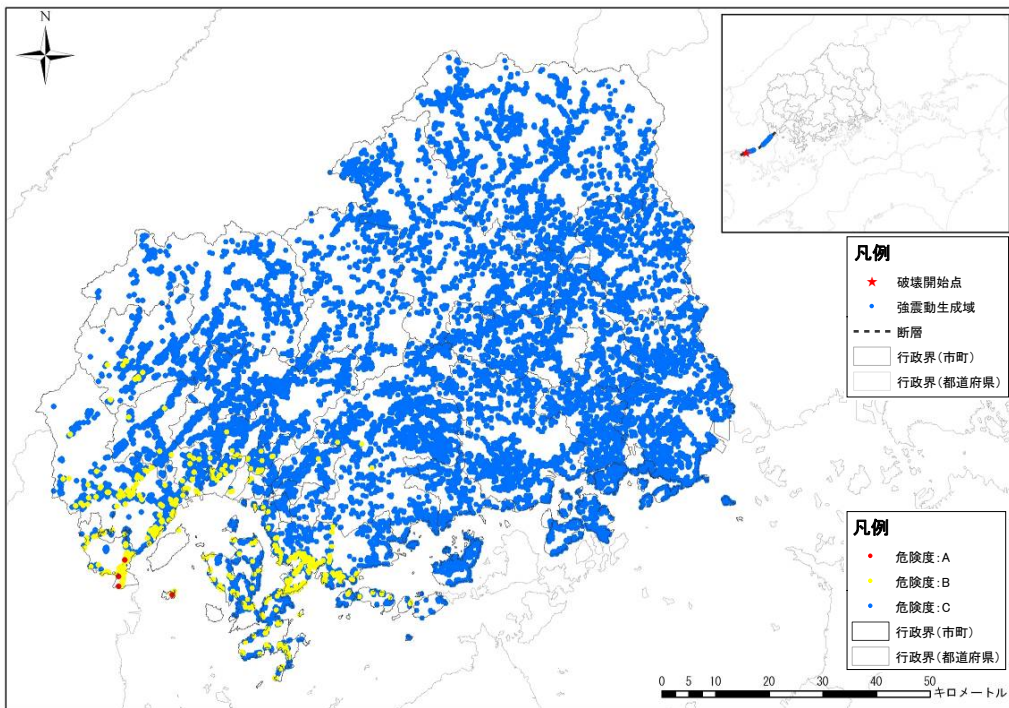 N
凡例
破壊開始点
強震動生成域
断層
行政界(市町)
行政界(都道府県)
凡例
危険度:A
危険度:B
危険度:C
行政界(市町)
行政界(都道府県)
0 5 10 20 30 40 50
キロメートル